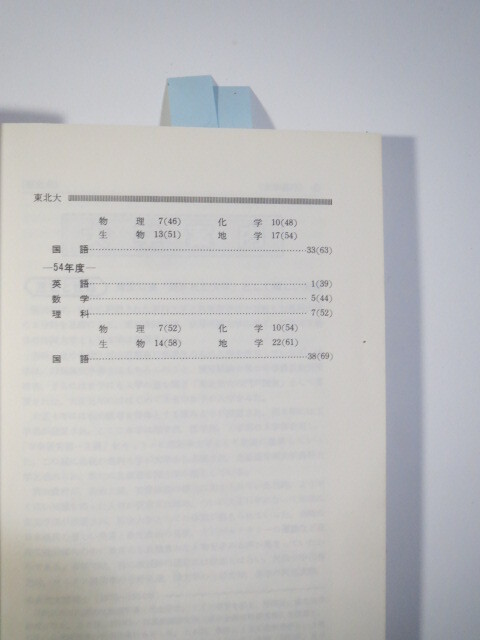 東北大
物理 7(46) 化学 10(48)
生物 13(51) 地学 17(54)
国語 33(63)
—54年度—
英語 1(39)
数学 5(44)
理科 7(52)
物理 7(52) 化学 10(54)
生物 14(58) 地学 22(61)
国語 38(69)